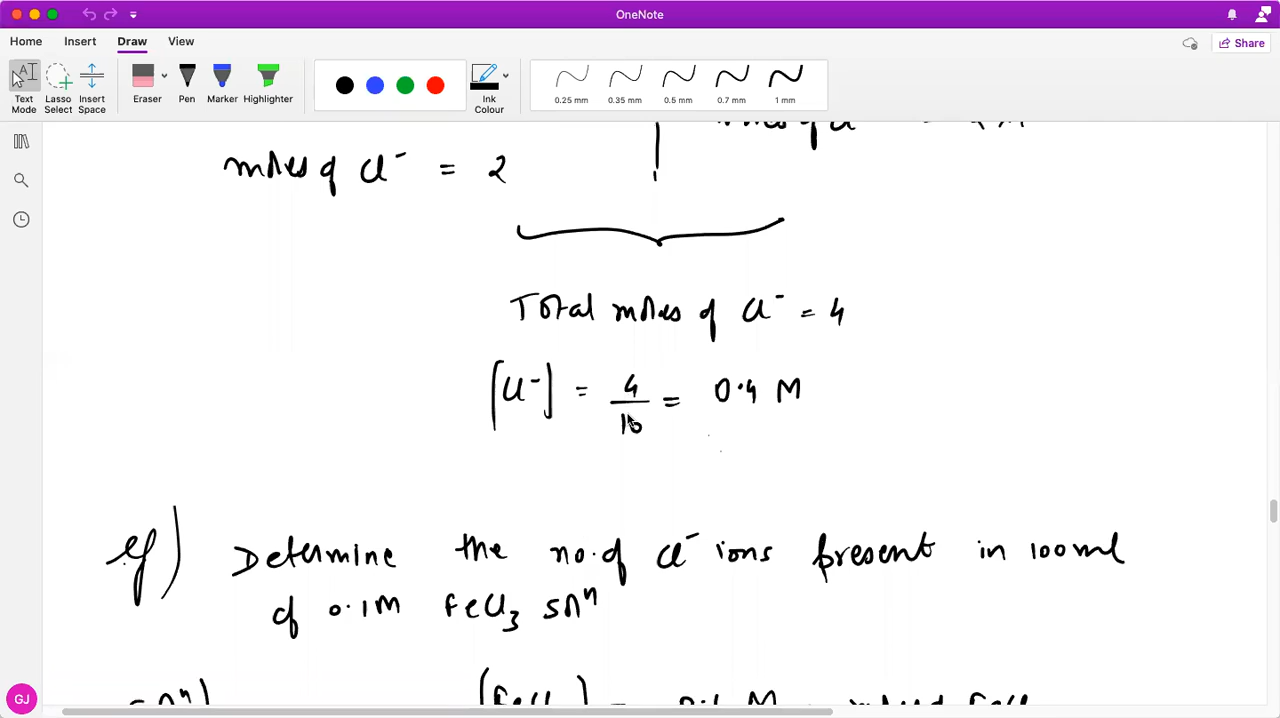 OneNote
Home Insert Draw View
Share
Text Mode
Lasso Select
Insert Space
Eraser
Pen
Marker
Highlighter
Ink Colour
0.25 mm
0.35 mm
0.5 mm
0.7 mm
1 mm
moles of Cl⁻ = 2
Total moles of Cl⁻ = 4
[Cl⁻] = 4/10 = 0.4 M
eg) Determine the no. of Cl⁻ ions present in 100ml
of 0.1M FeCl₃ solⁿ
GJ